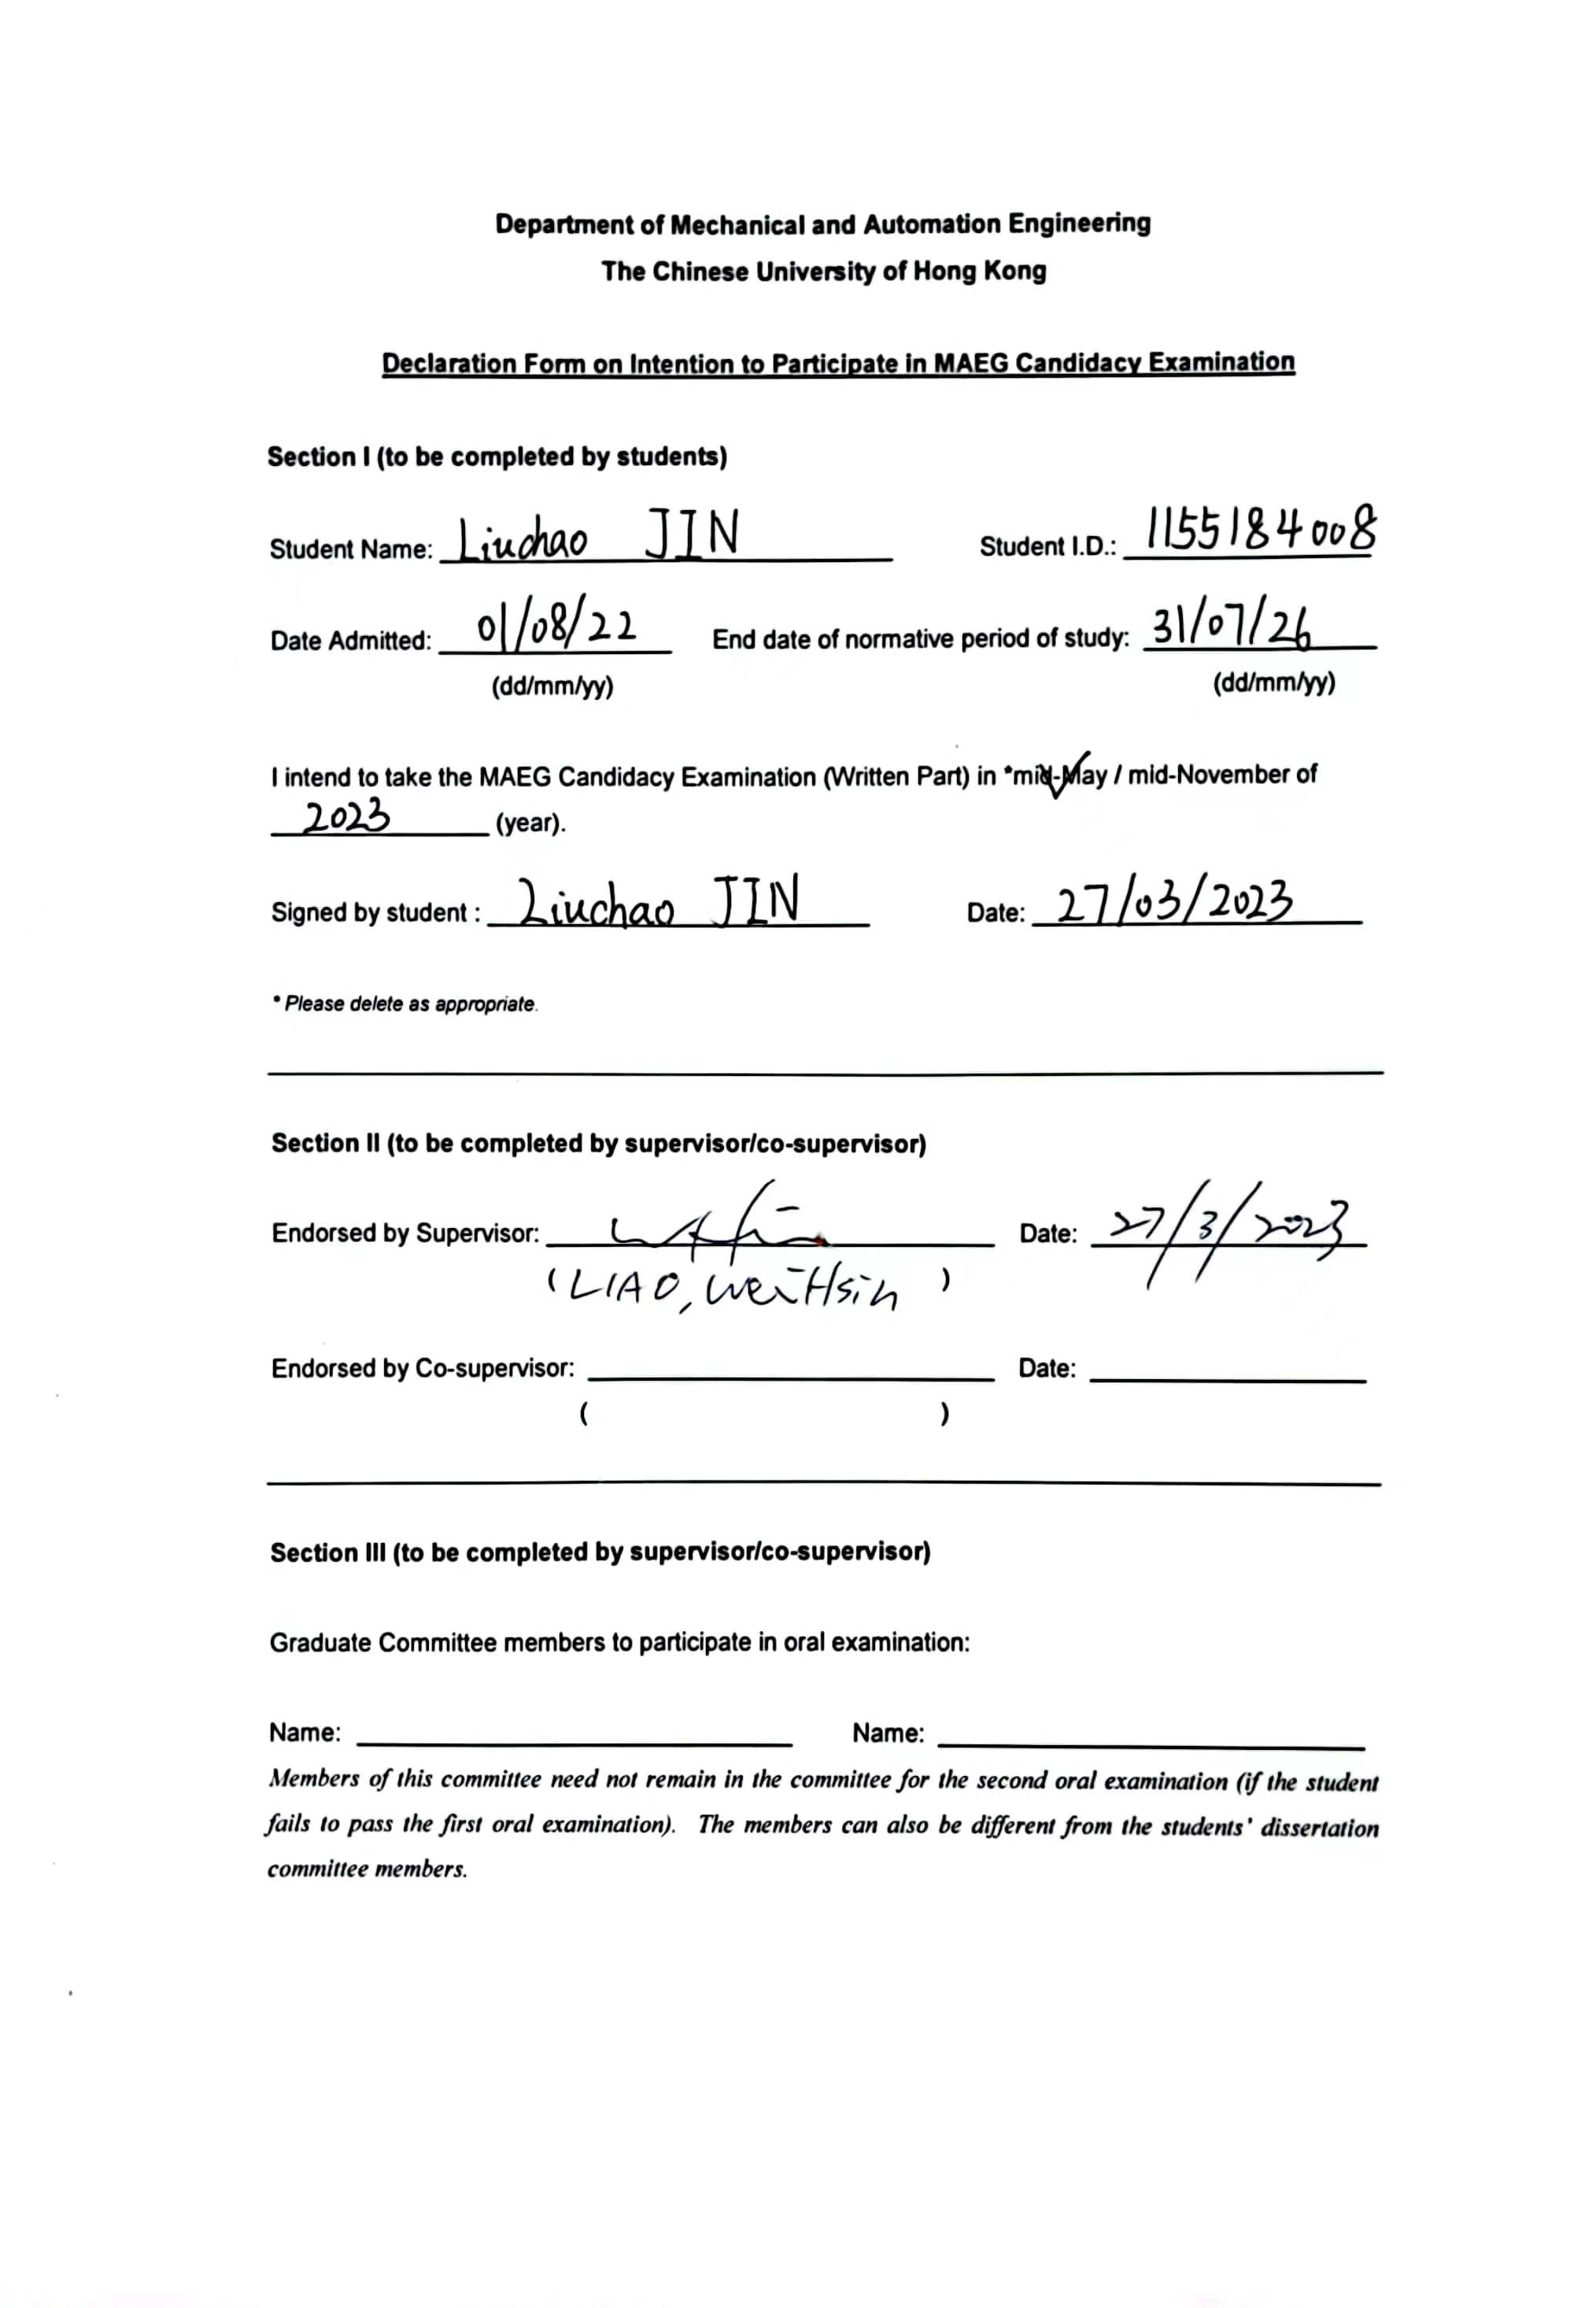 Department of Mechanical and Automation Engineering
The Chinese University of Hong Kong
Declaration Form on Intention to Participate in MAEG Candidacy Examination
Section I (to be completed by students)
Student Name: Liuchao JIN Student I.D.: 1155184008
Date Admitted: 01/08/22 End date of normative period of study: 31/07/26
(dd/mm/yy) (dd/mm/yy)
I intend to take the MAEG Candidacy Examination (Written Part) in *mid-May / mid-November of
2023 (year).
Signed by student : Liuchao JIN Date: 27/03/2023
* Please delete as appropriate.
Section II (to be completed by supervisor/co-supervisor)
Endorsed by Supervisor: Date: 27/3/2023
(LIAO, Wei-Hsin )
Endorsed by Co-supervisor: Date:
( )
Section III (to be completed by supervisor/co-supervisor)
Graduate Committee members to participate in oral examination:
Name: Name:
Members of this committee need not remain in the committee for the second oral examination (if the student
fails to pass the first oral examination). The members can also be different from the students' dissertation
committee members.